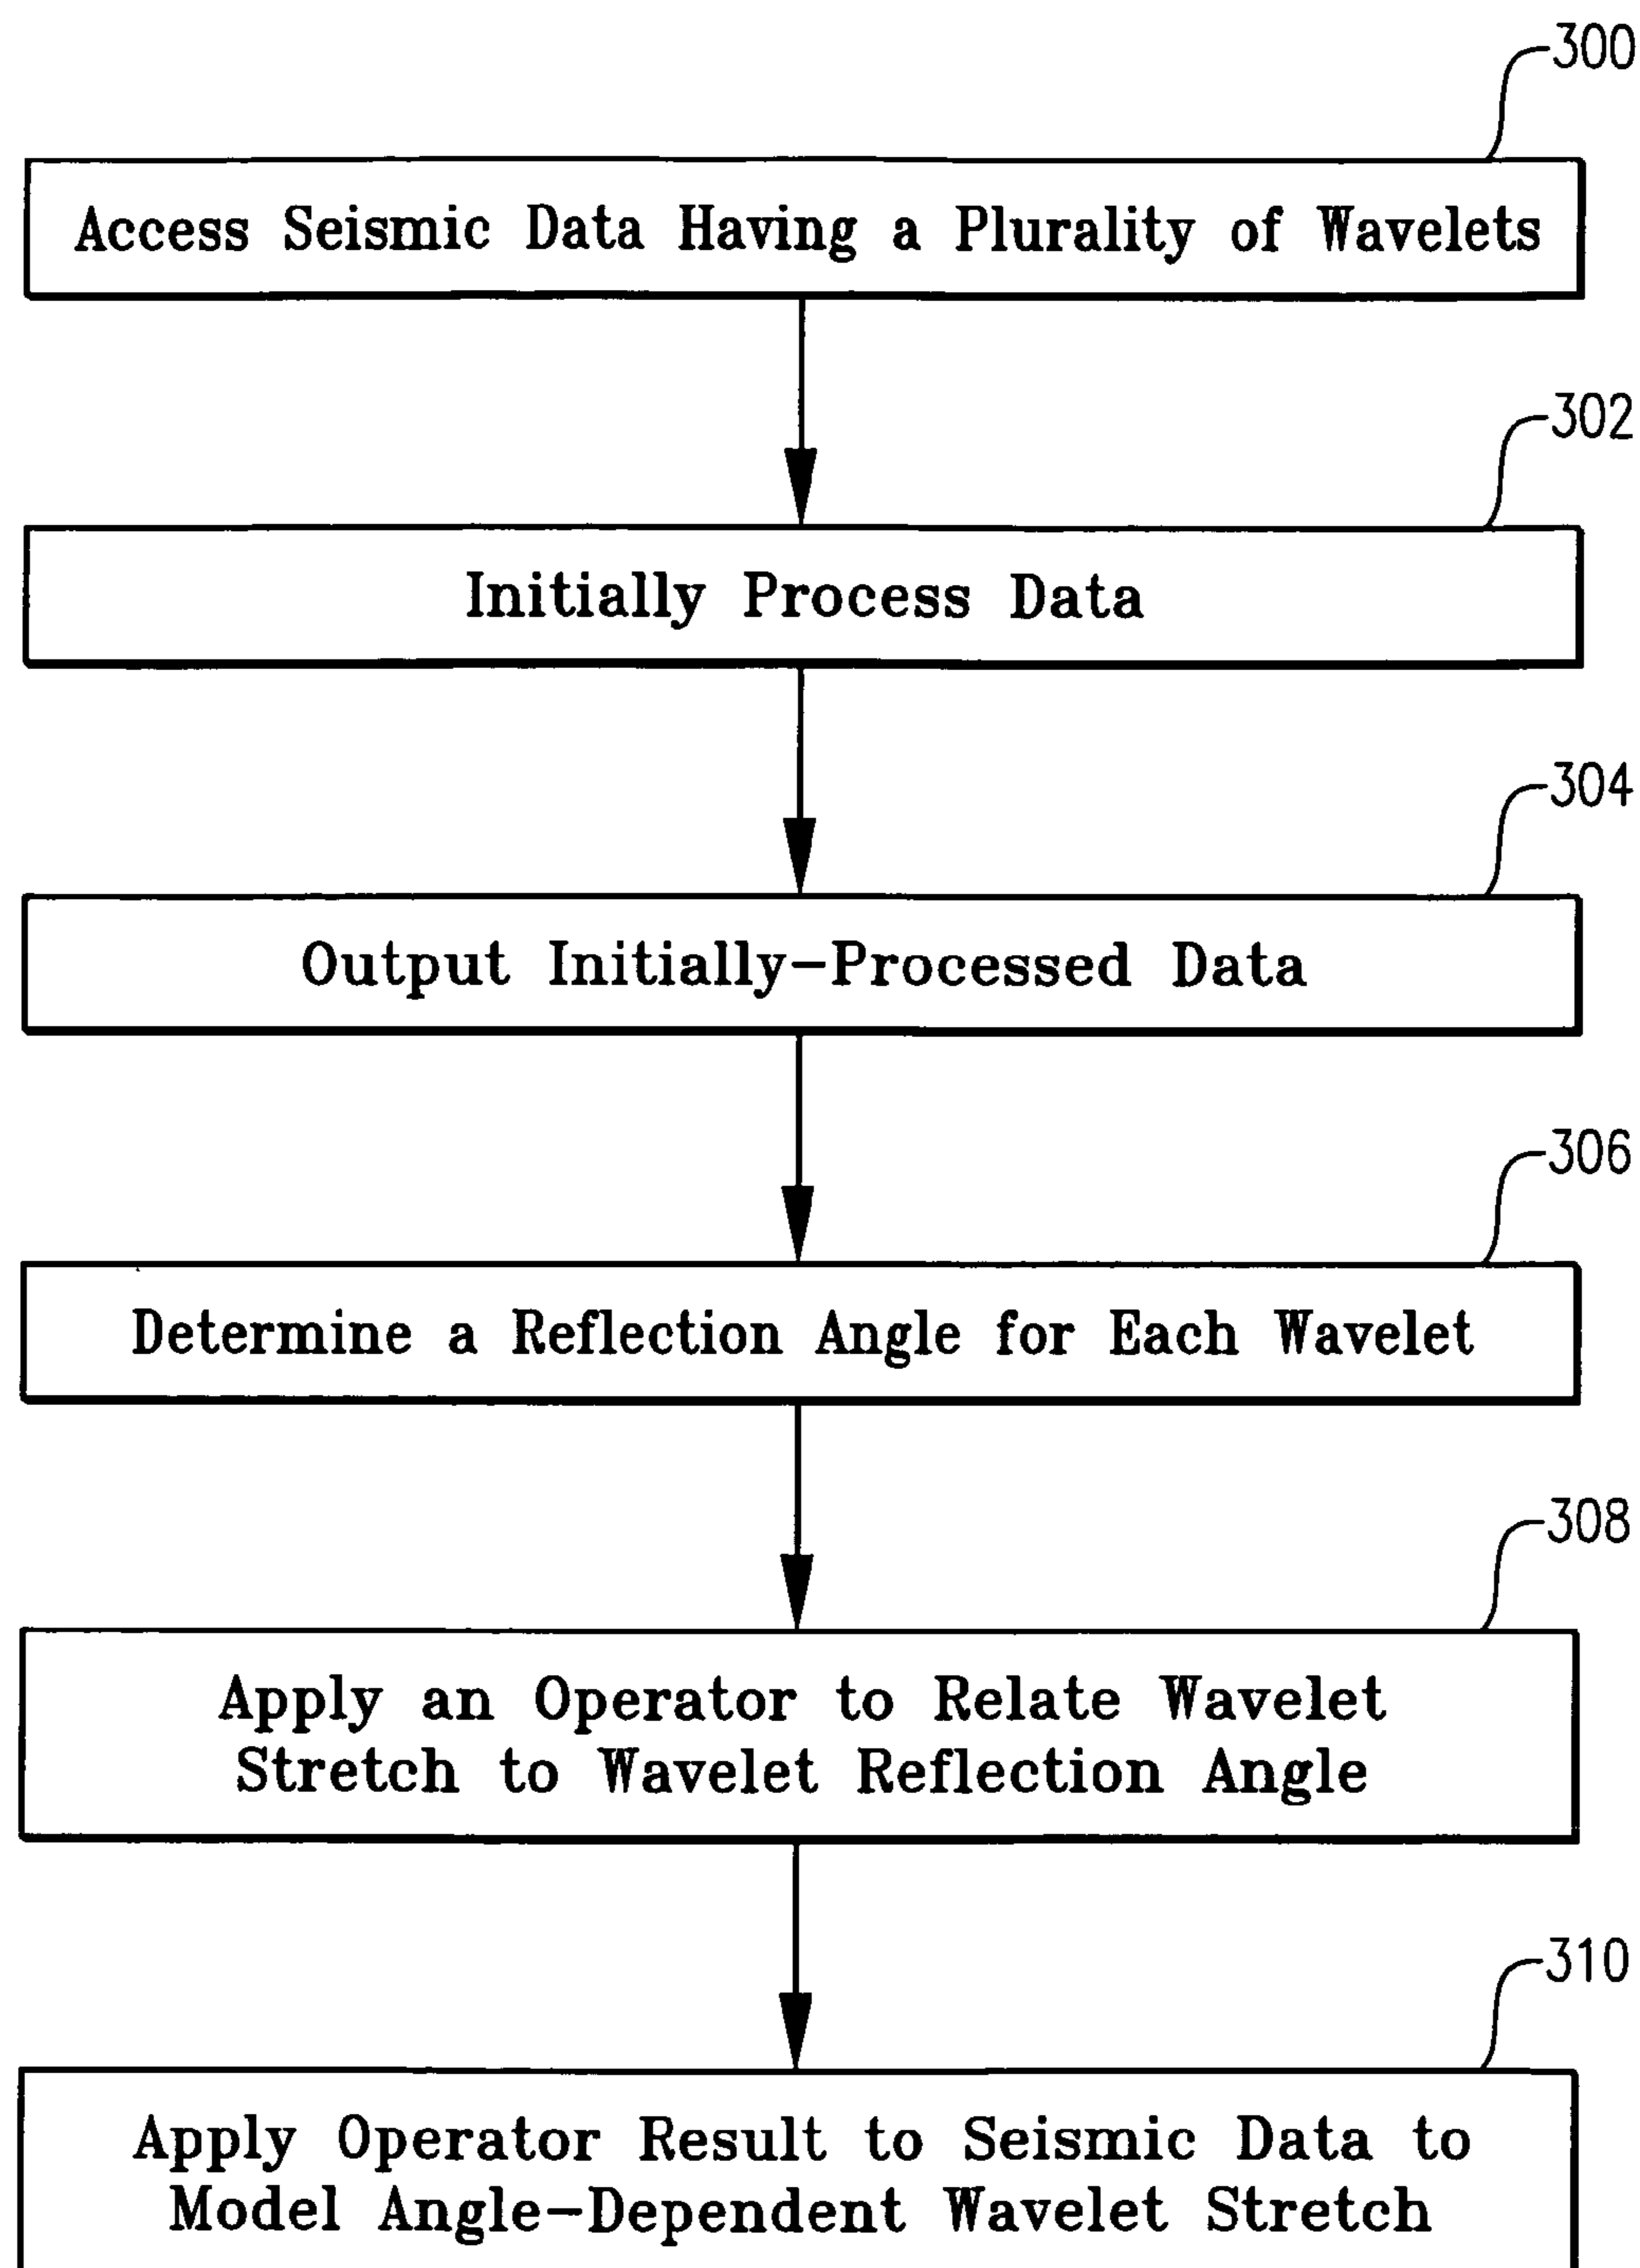 300
Access Seismic Data Having a Plurality of Wavelets
302
Initially Process Data
304
Output Initially-Processed Data
306
Determine a Reflection Angle for Each Wavelet
308
Apply an Operator to Relate Wavelet
Stretch to Wavelet Reflection Angle
310
Apply Operator Result to Seismic Data to
Model Angle-Dependent Wavelet Stretch